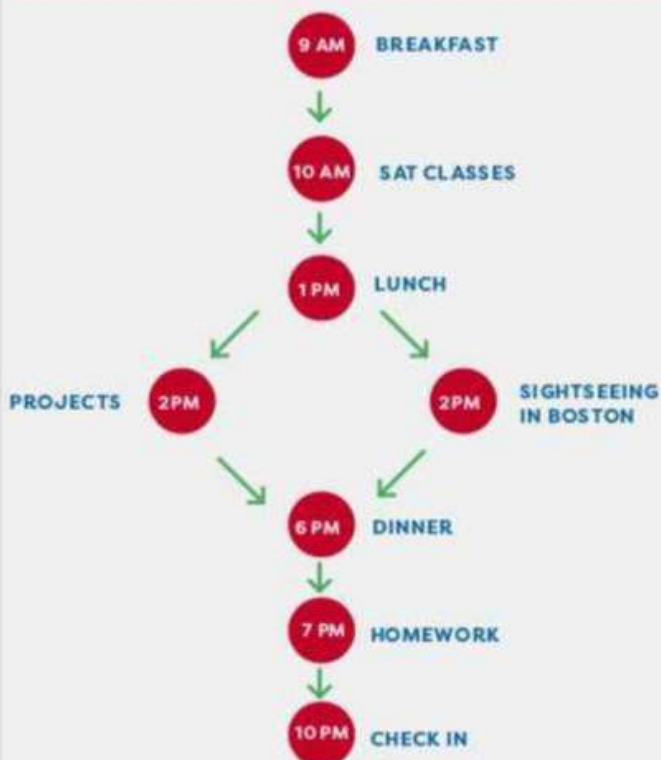 9 AM BREAKFAST
10 AM SAT CLASSES
1 PM LUNCH
PROJECTS 2PM
2PM SIGHTSEEING
IN BOSTON
6 PM DINNER
7 PM HOMEWORK
10 PM CHECK IN